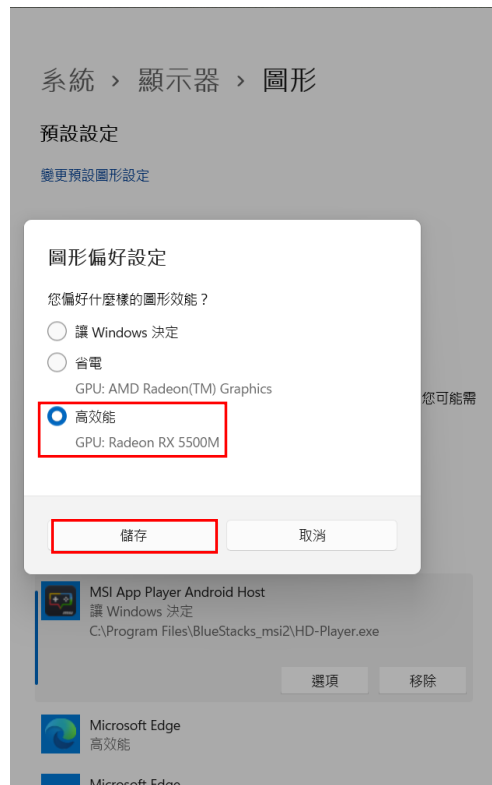 系統 › 顯示器 › 圖形
預設設定
變更預設圖形設定
圖形偏好設定
您偏好什麼樣的圖形效能？
讓 Windows 決定
省電
GPU: AMD Radeon(TM) Graphics
您可能需
高效能
GPU: Radeon RX 5500M
儲存
取消
MSI App Player Android Host
讓 Windows 決定
C:\Program Files\BlueStacks_msi2\HD-Player.exe
選項
移除
Microsoft Edge
高效能
Microsoft Edge